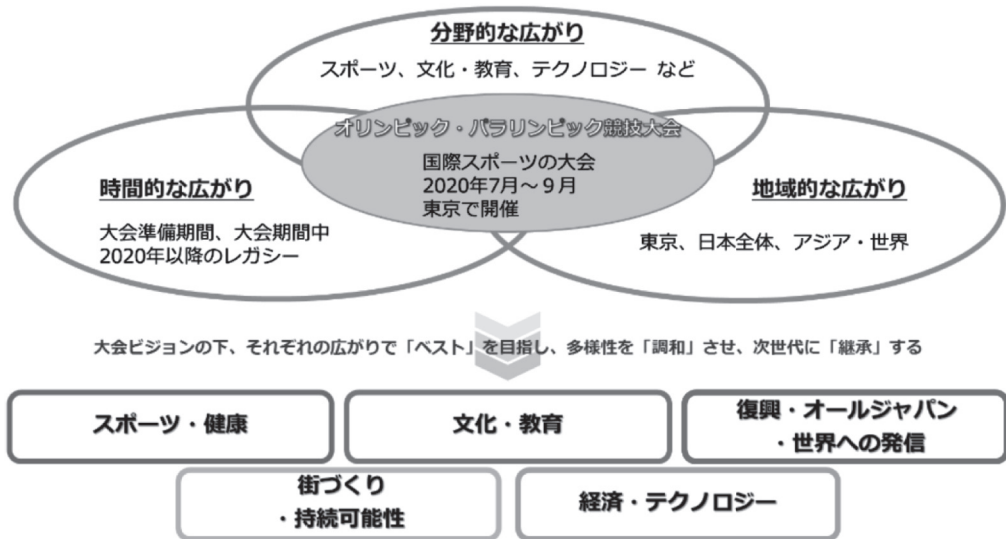 分野的な広がり
スポーツ、文化・教育、テクノロジー など
オリンピック・パラリンピック競技大会
国際スポーツの大会
2020年7月～9月
東京で開催
時間的な広がり
大会準備期間、大会期間中
2020年以降のレガシー
地域的な広がり
東京、日本全体、アジア・世界
大会ビジョンの下、それぞれの広がりで「ベスト」を目指し、多様性を「調和」させ、次世代に「継承」する
スポーツ・健康
文化・教育
復興・オールジャパン
・世界への発信
街づくり
・持続可能性
経済・テクノロジー